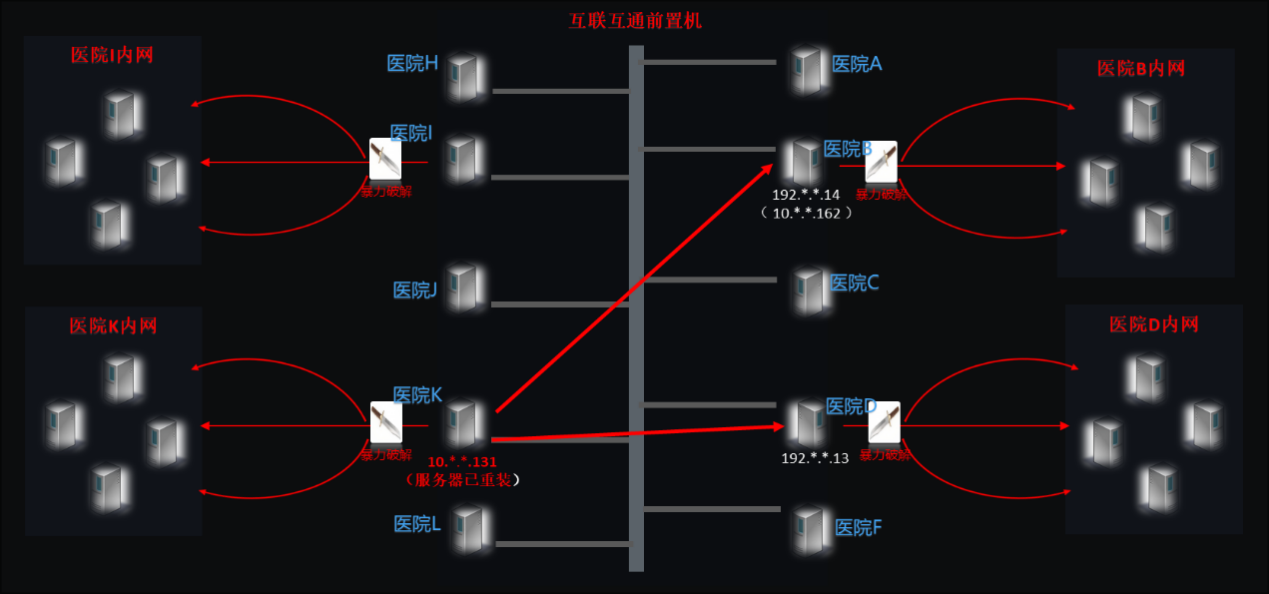 互联互通前置机
医院I内网
医院H
医院I
暴力破解
医院J
医院K内网
医院K
暴力破解
10.*.*.131
（服务器已重装）
医院L
医院A
医院B
192.*.*.14
（ 10.*.*.162 ）
暴力破解
医院B内网
医院C
医院D
192.*.*.13
暴力破解
医院D内网
医院F